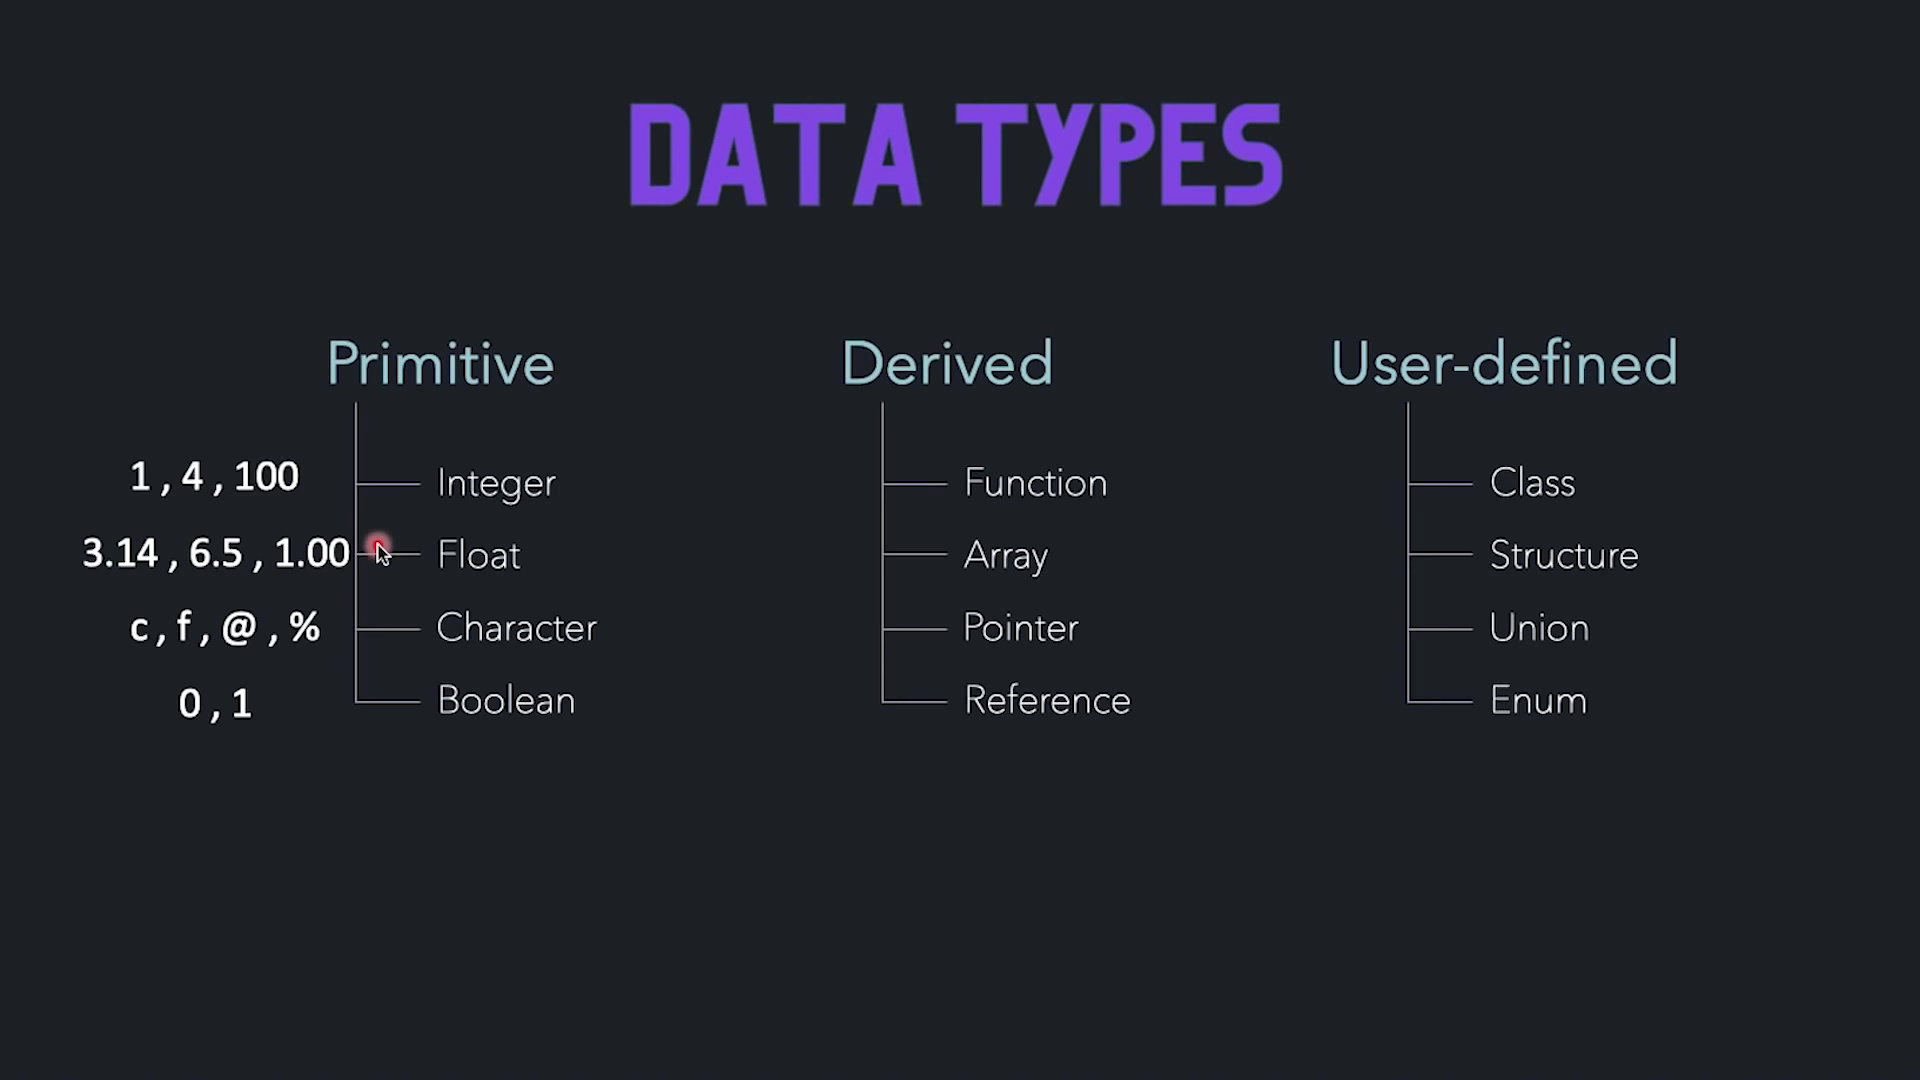 DATA TYPES
Primitive
1 , 4 , 100
Integer
3.14 , 6.5 , 1.00
Float
c , f , @ , %
Character
0 , 1
Boolean
Derived
Function
Array
Pointer
Reference
User-defined
Class
Structure
Union
Enum